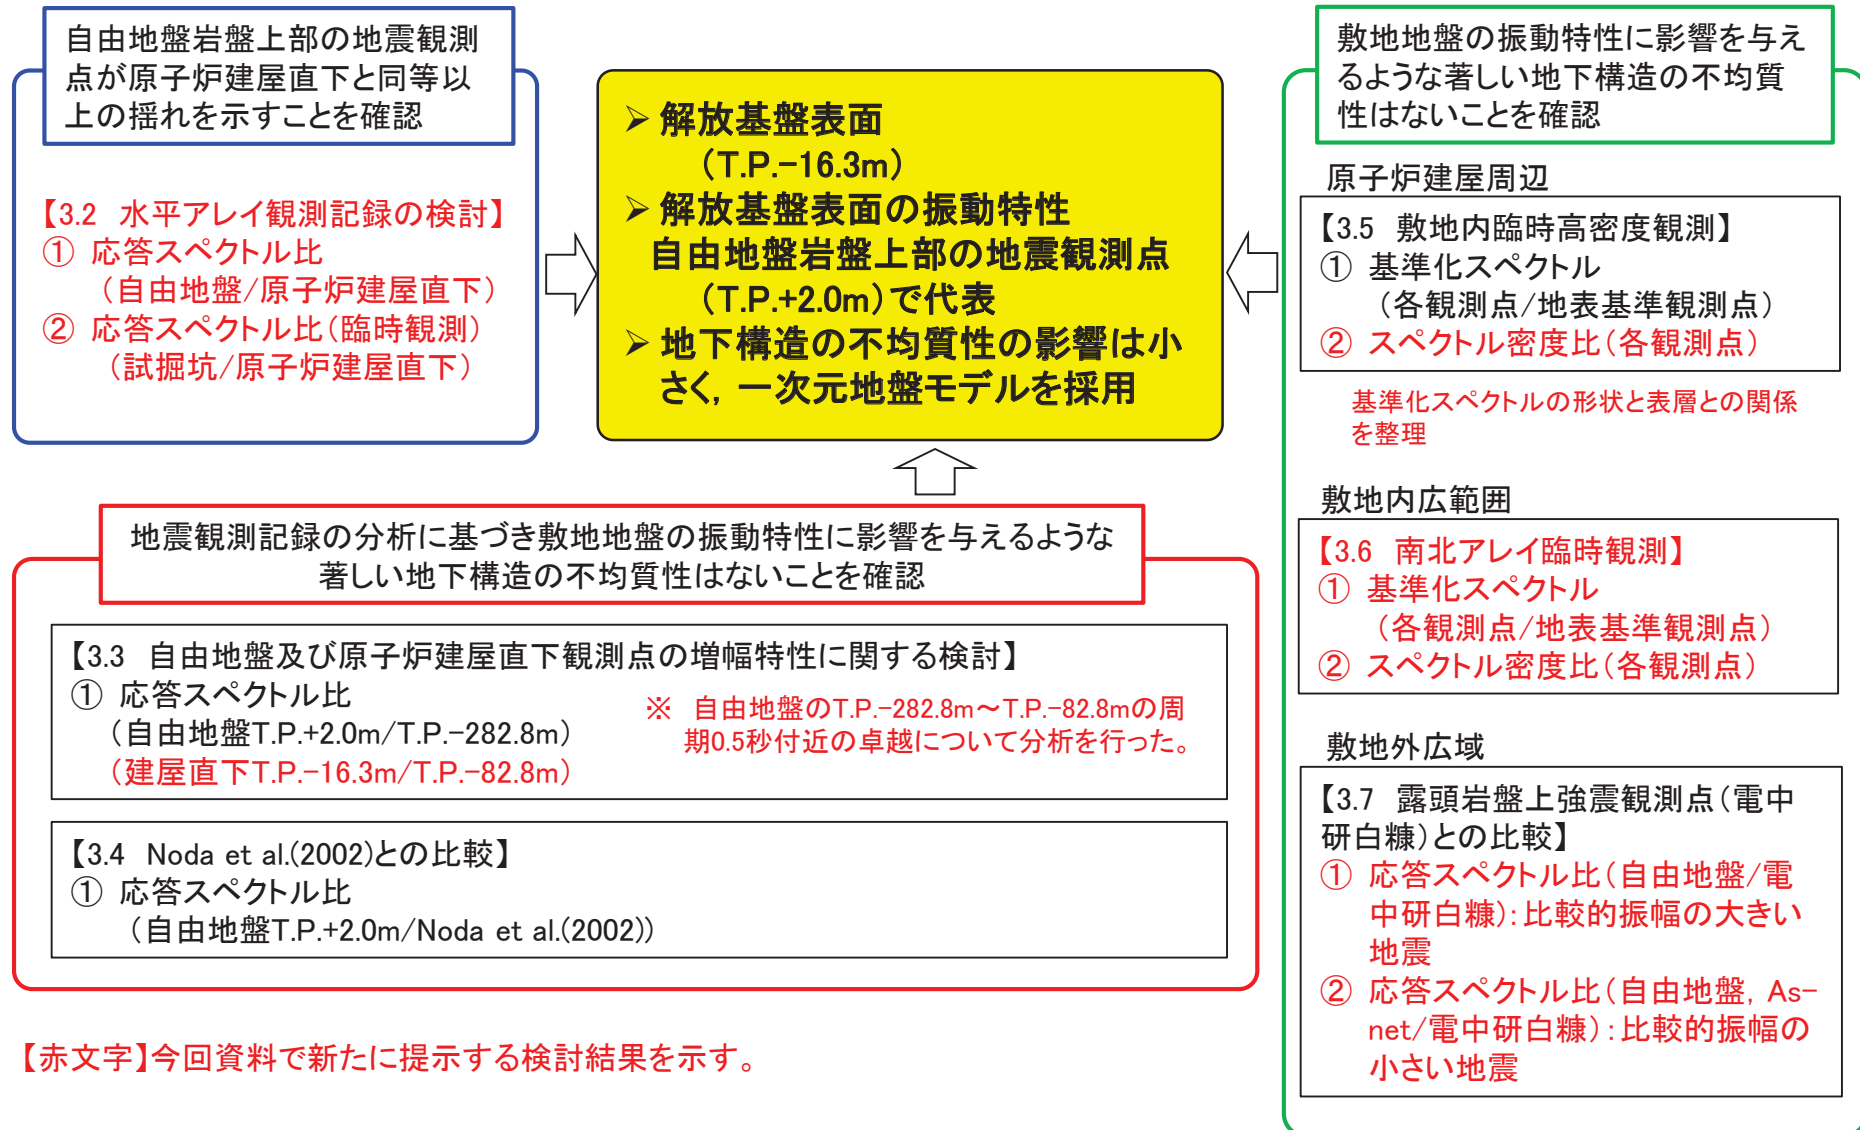 自由地盤岩盤上部の地震観測
点が原子炉建屋直下と同等以
上の揺れを示すことを確認
【3.2 水平アレイ観測記録の検討】
① 応答スペクトル比
（自由地盤/原子炉建屋直下）
② 応答スペクトル比（臨時観測）
（試掘坑/原子炉建屋直下）
➢ 解放基盤表面
（T.P.-16.3m）
➢ 解放基盤表面の振動特性
自由地盤岩盤上部の地震観測点
（T.P.+2.0m）で代表
➢ 地下構造の不均質性の影響は小
さく，一次元地盤モデルを採用
地震観測記録の分析に基づき敷地地盤の振動特性に影響を与えるような
著しい地下構造の不均質性はないことを確認
【3.3 自由地盤及び原子炉建屋直下観測点の増幅特性に関する検討】
① 応答スペクトル比
（自由地盤T.P.+2.0m/T.P.-282.8m）
（建屋直下T.P.-16.3m/T.P.-82.8m）
※ 自由地盤のT.P.-282.8m～T.P.-82.8mの周
期0.5秒付近の卓越について分析を行った。
【3.4 Noda et al.(2002)との比較】
① 応答スペクトル比
（自由地盤T.P.+2.0m/Noda et al.(2002)）
敷地地盤の振動特性に影響を与え
るような著しい地下構造の不均質
性はないことを確認
原子炉建屋周辺
【3.5 敷地内臨時高密度観測】
① 基準化スペクトル
（各観測点/地表基準観測点）
② スペクトル密度比（各観測点）
基準化スペクトルの形状と表層との関係
を整理
敷地内広範囲
【3.6 南北アレイ臨時観測】
① 基準化スペクトル
（各観測点/地表基準観測点）
② スペクトル密度比（各観測点）
敷地外広域
【3.7 露頭岩盤上強震観測点（電中
研白糠）との比較】
① 応答スペクトル比（自由地盤/電
中研白糠）：比較的振幅の大きい
地震
② 応答スペクトル比（自由地盤，As-
net/電中研白糠）：比較的振幅の
小さい地震
【赤文字】今回資料で新たに提示する検討結果を示す。